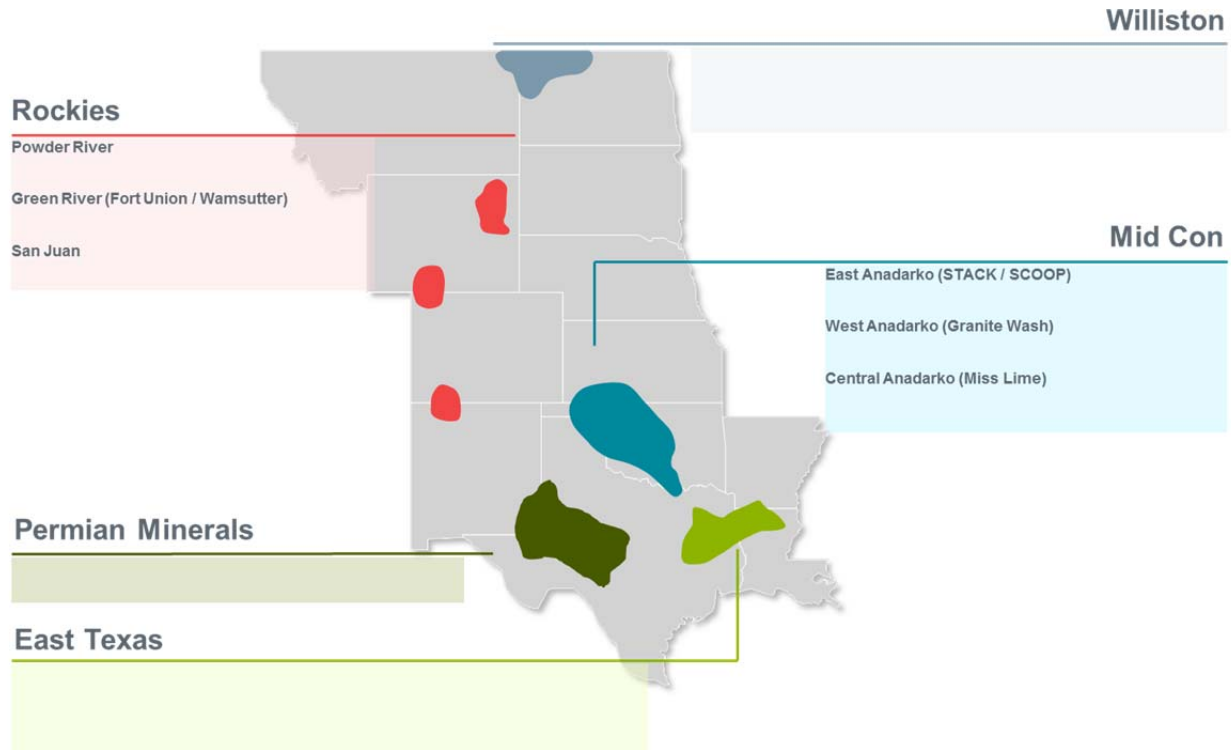 Williston
Rockies
Powder River
Green River (Fort Union / Wamsutter)
San Juan
Mid Con
East Anadarko (STACK / SCOOP)
West Anadarko (Granite Wash)
Central Anadarko (Miss Lime)
Permian Minerals
East Texas